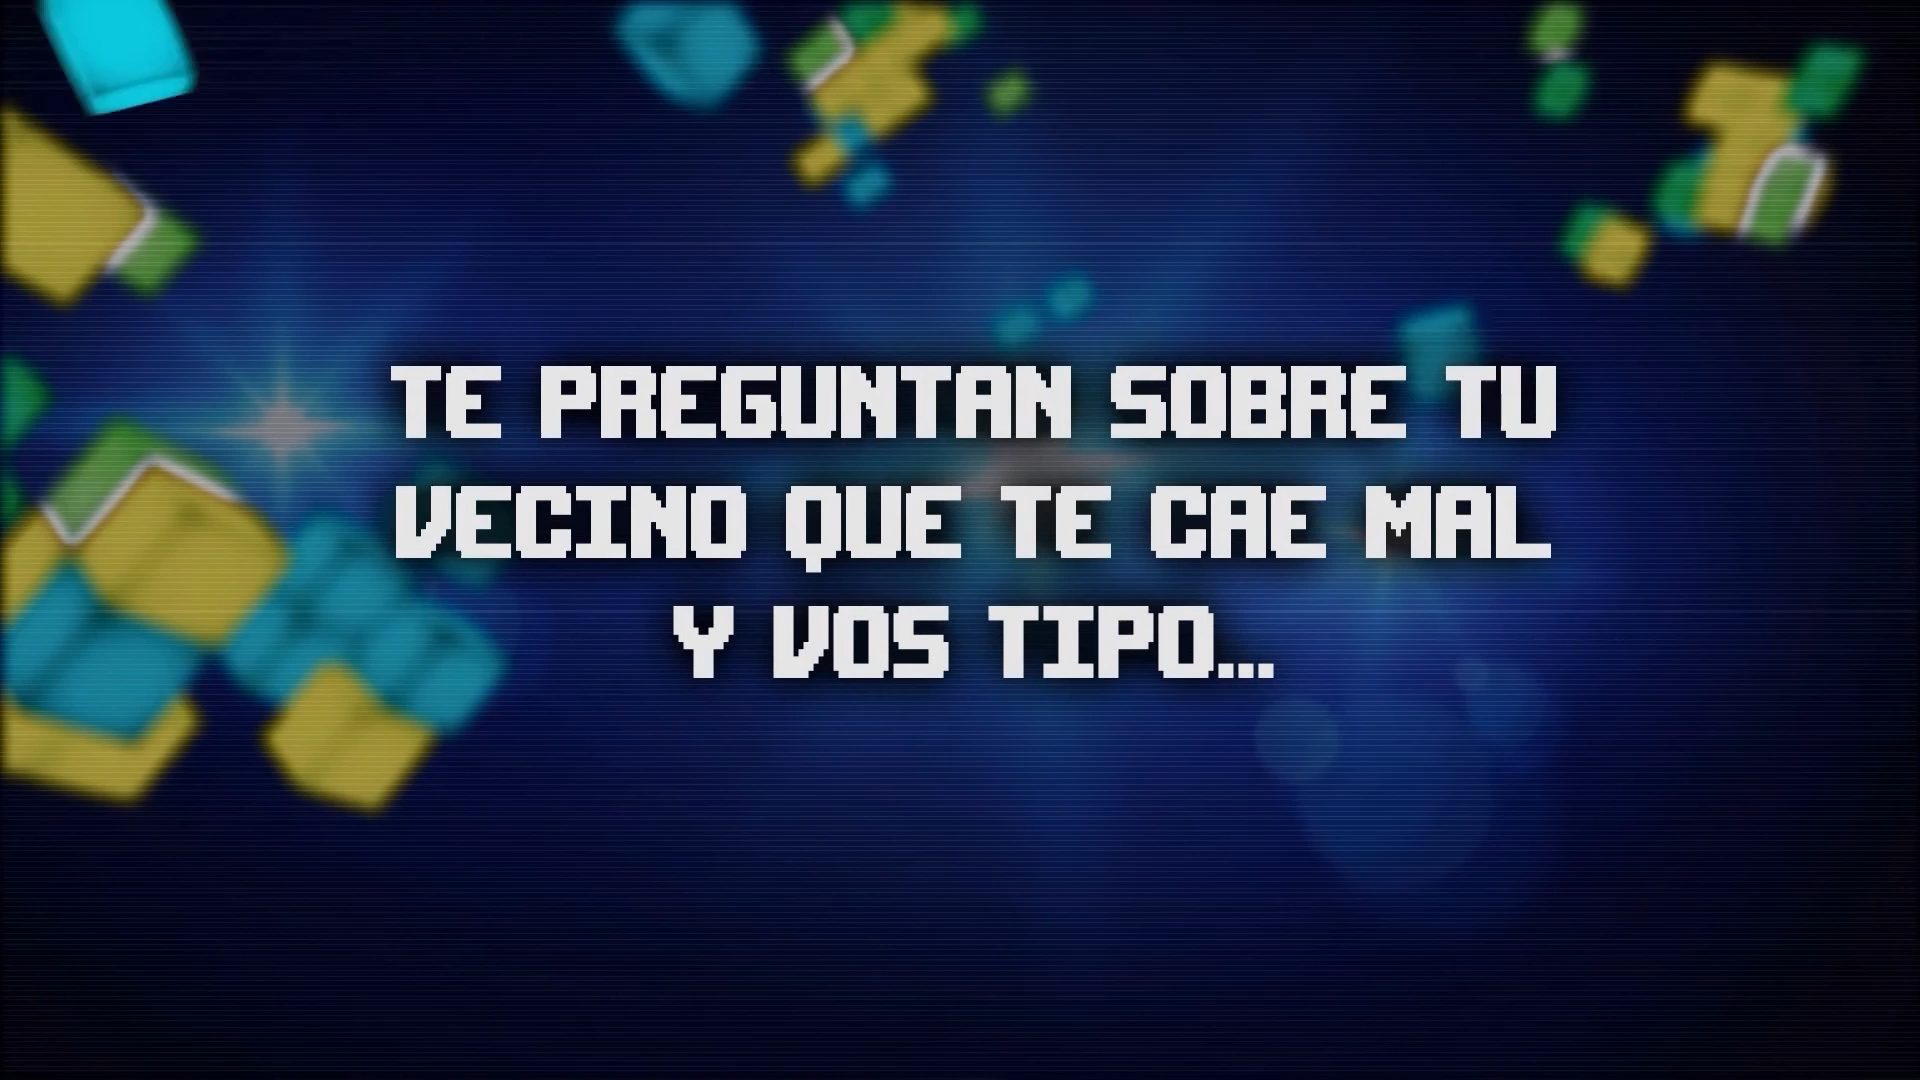 TE PREGUNTAN SOBRE TU
VECINO QUE TE CAE MAL
Y VOS TIPO...